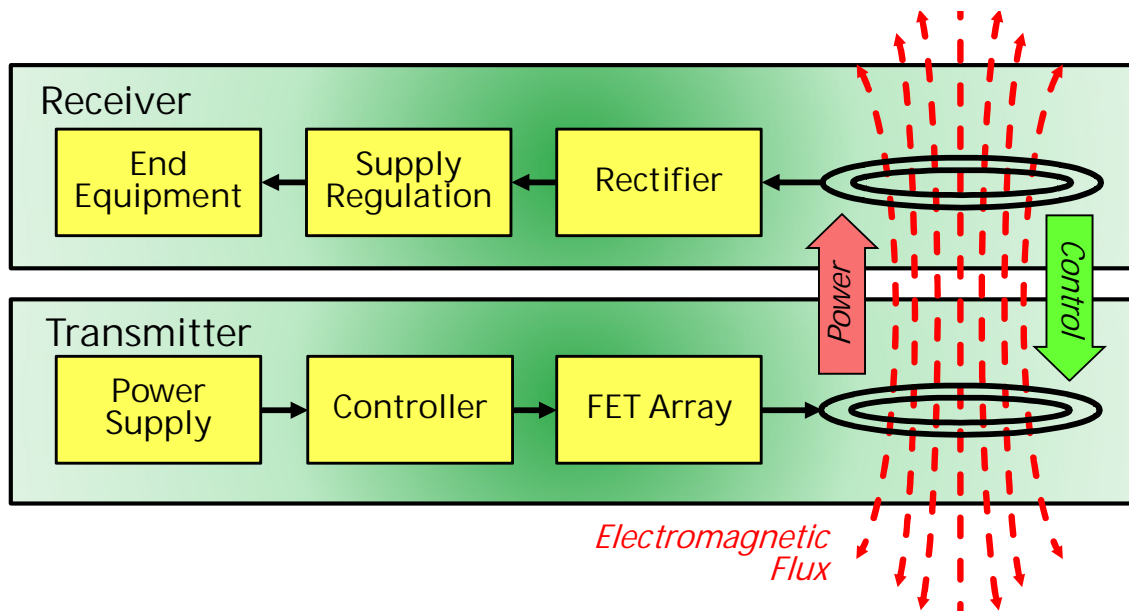 Receiver
End
Equipment
Supply
Regulation
Rectifier
Power
Control
Transmitter
Power
Supply
Controller
FET Array
Electromagnetic
Flux